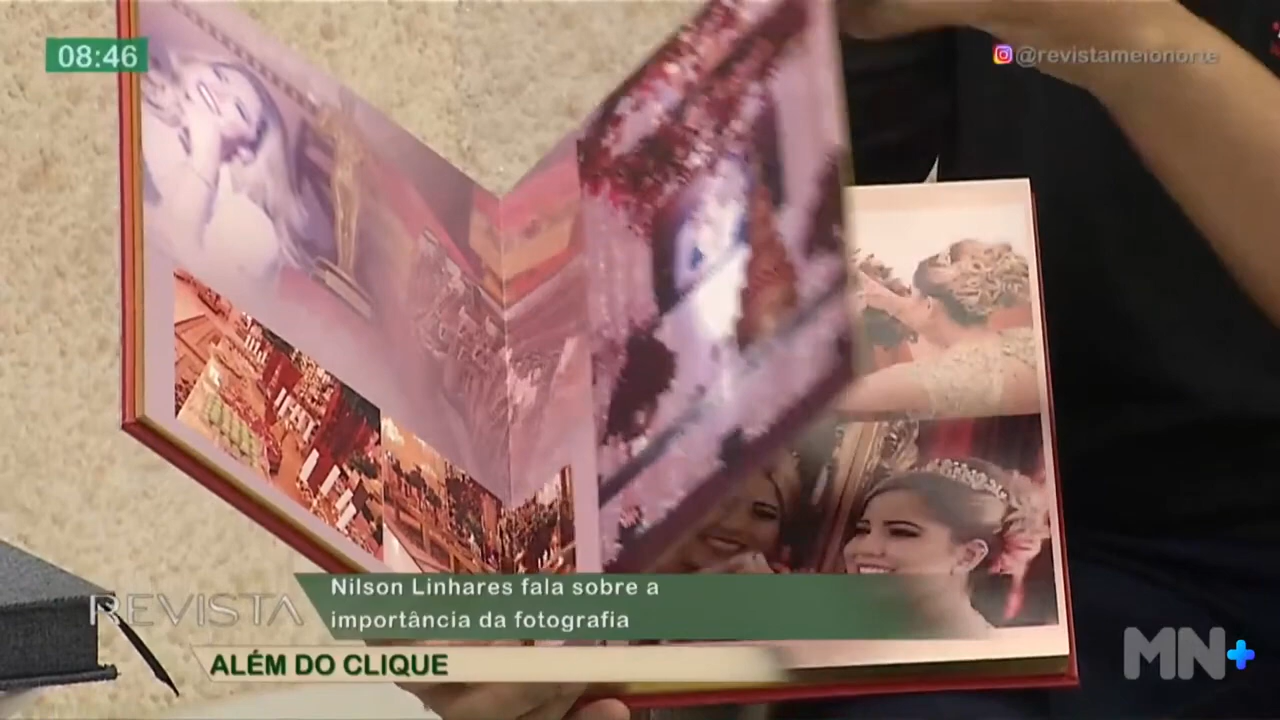 08:46
@revistameionorte
Nilson Linhares fala sobre a
importância da fotografia
REVISTA
ALÉM DO CLIQUE
MN+